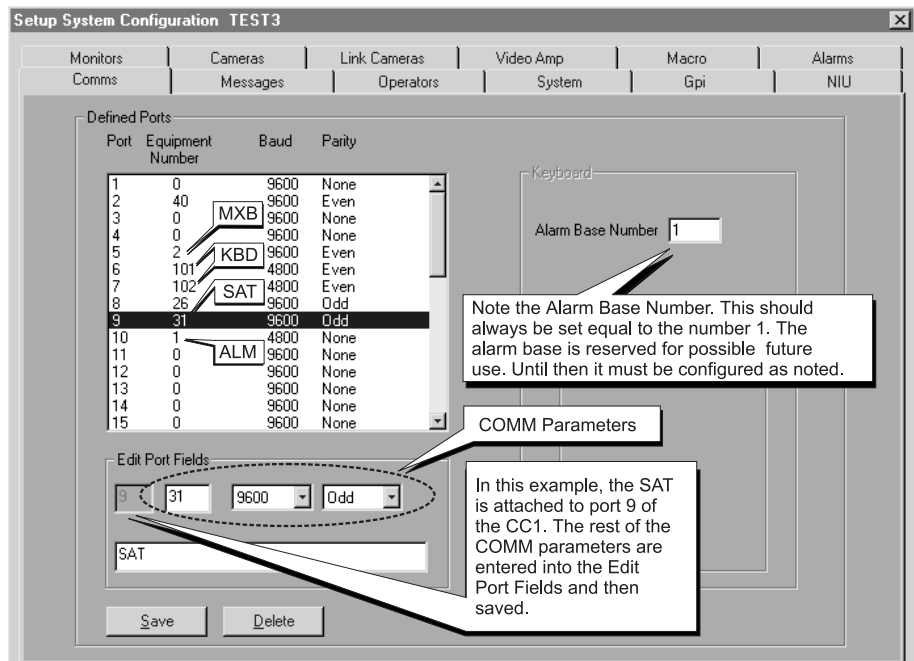 Setup System Configuration TEST3
Monitors Cameras Link Cameras Video Amp Macro Alarms
Comms Messages Operators System Gpi NIU
Defined Ports
Port Equipment Number Baud Parity
1 0 9600 None
2 40 9600 Even
3 0 9600 None
4 0 9600 None
5 2 9600 Even
6 101 4800 Even
7 102 4800 Even
8 26 9600 Odd
9 31 9600 Odd
10 1 4800 None
11 0 9600 None
12 0 9600 None
13 0 9600 None
14 0 9600 None
15 0 9600 None
MXB
KBD
SAT
ALM
Keyboard
Alarm Base Number 1
Note the Alarm Base Number. This should
always be set equal to the number 1. The
alarm base is reserved for possible future
use. Until then it must be configured as noted.
COMM Parameters
Edit Port Fields
9 31 9600 Odd
SAT
In this example, the SAT
is attached to port 9 of
the CC1. The rest of the
COMM parameters are
entered into the Edit
Port Fields and then
saved.
Save Delete